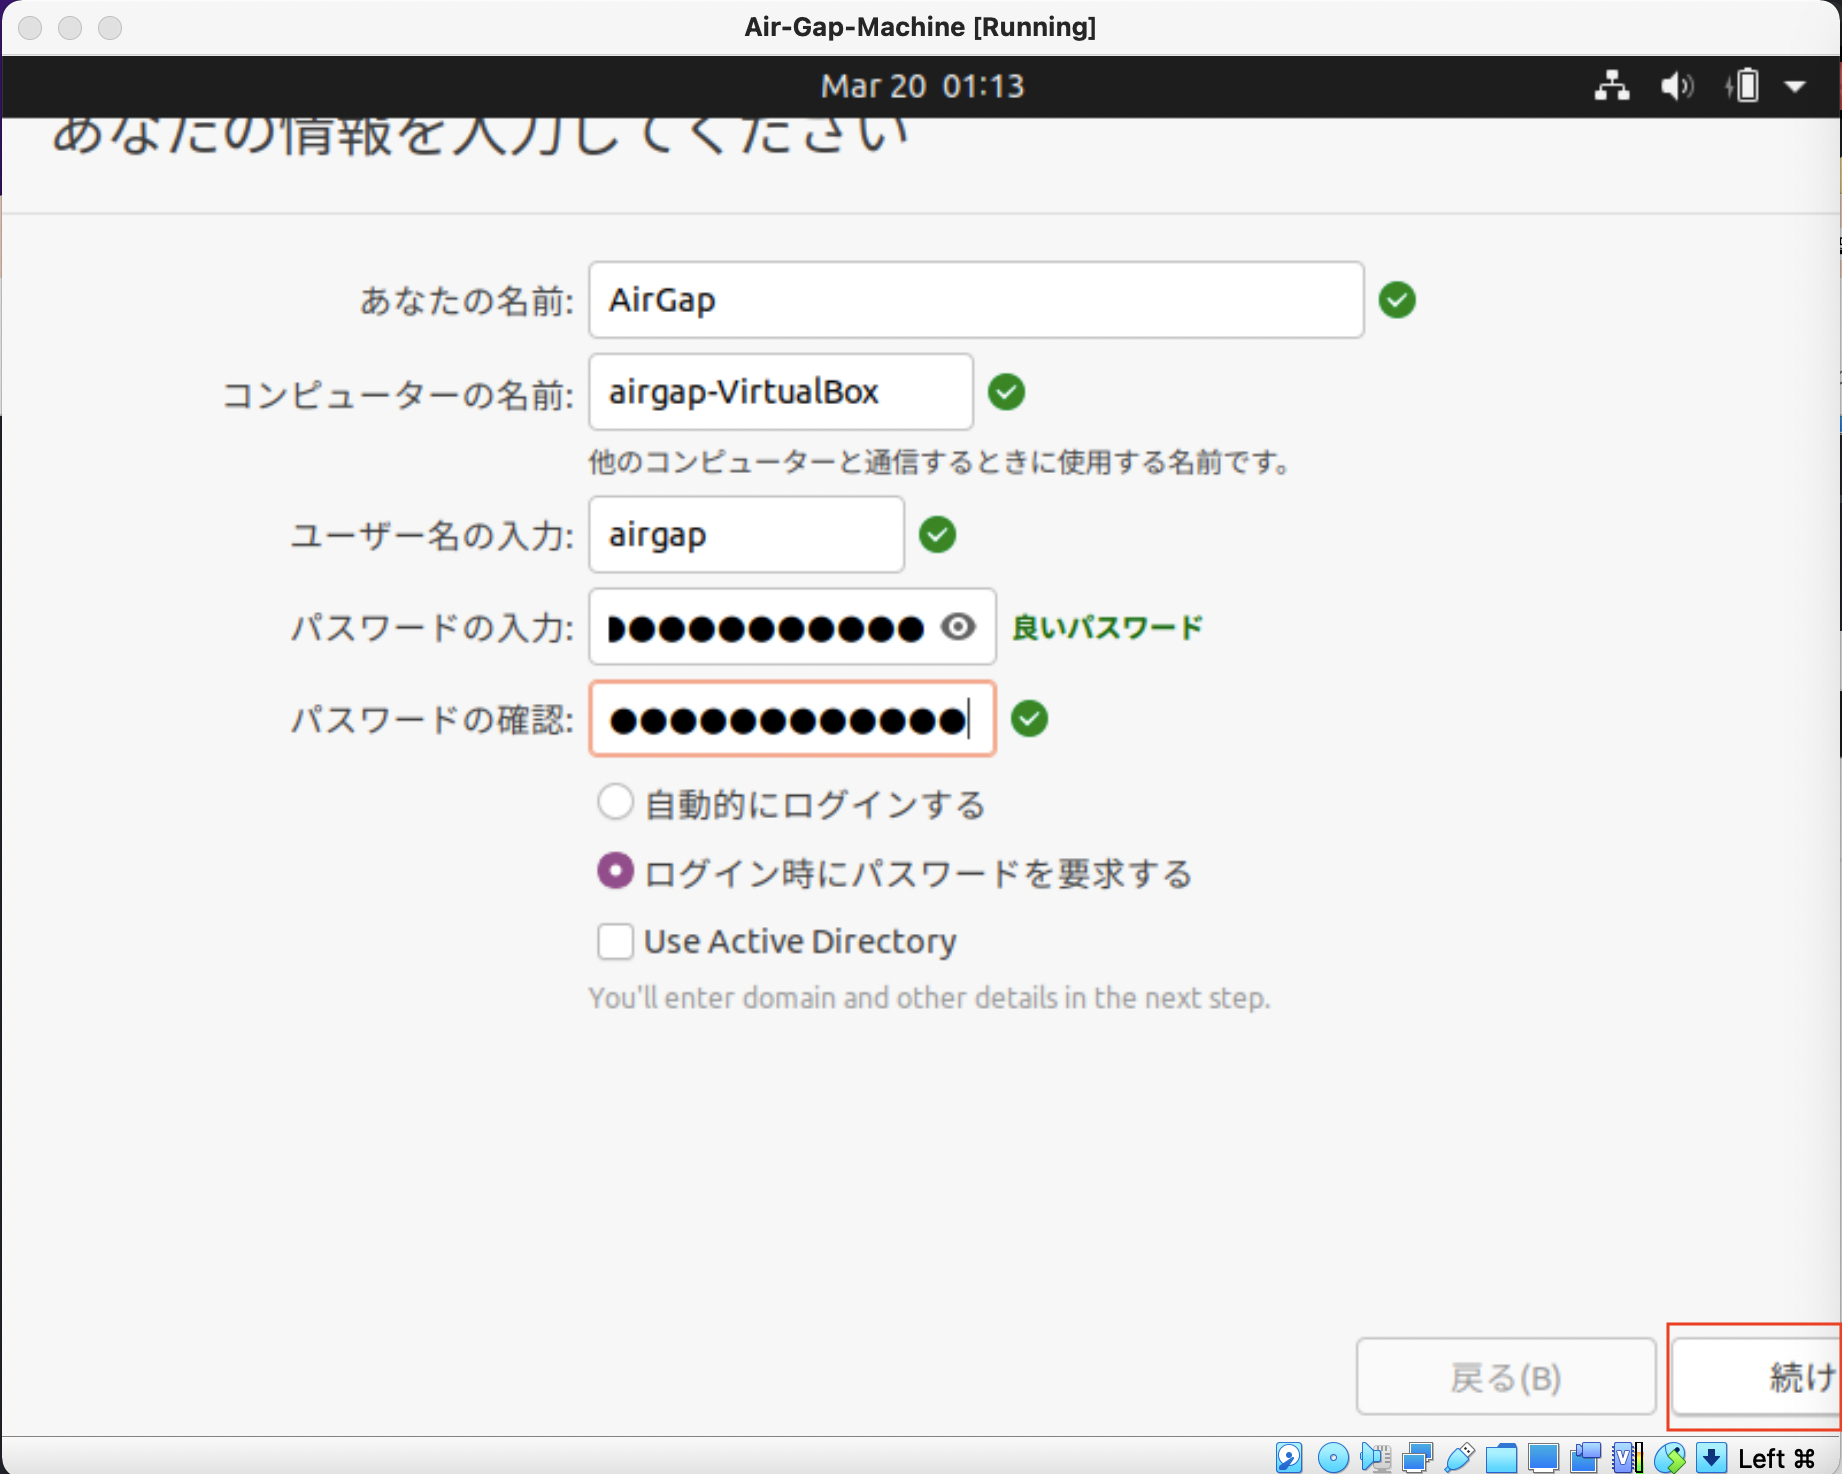 Air-Gap-Machine [Running]
Mar 20 01:13
あなたの情報を入力してください
あなたの名前: AirGap
コンピューターの名前: airgap-VirtualBox
他のコンピューターと通信するときに使用する名前です。
ユーザー名の入力: airgap
パスワードの入力: 良いパスワード
パスワードの確認:
自動的にログインする
ログイン時にパスワードを要求する
Use Active Directory
You'll enter domain and other details in the next step.
戻る(B) 続け
Left ⌘